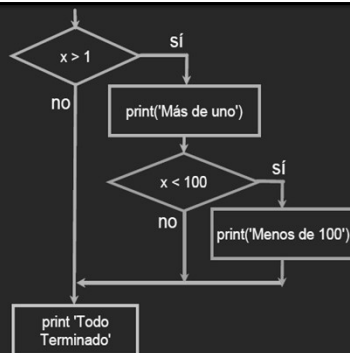 sí
x > 1
no
print('Más de uno')
sí
x < 100
no
print('Menos de 100')
print 'Todo
Terminado'